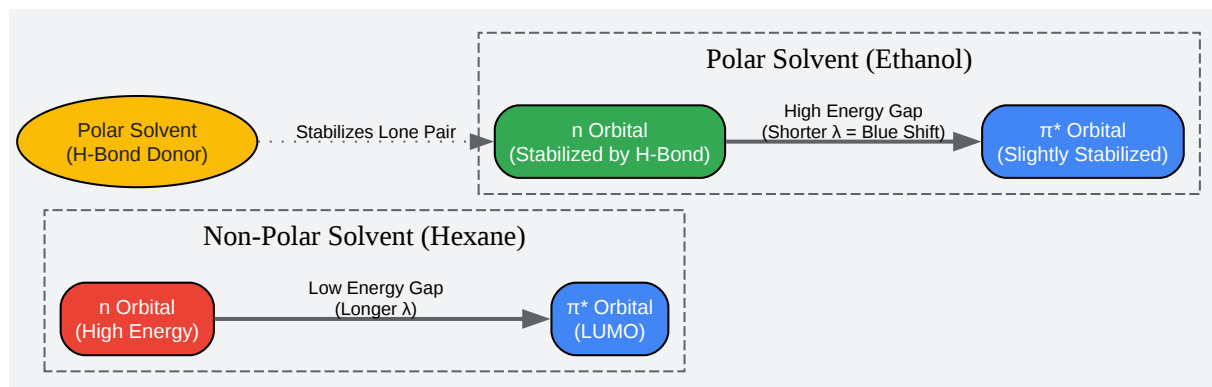 Polar Solvent (Ethanol)
Polar Solvent
(H-Bond Donor)
Stabilizes Lone Pair
n Orbital
(Stabilized by H-Bond)
High Energy Gap
(Shorter λ = Blue Shift)
π* Orbital
(Slightly Stabilized)
Non-Polar Solvent (Hexane)
n Orbital
(High Energy)
Low Energy Gap
(Longer λ)
π* Orbital
(LUMO)